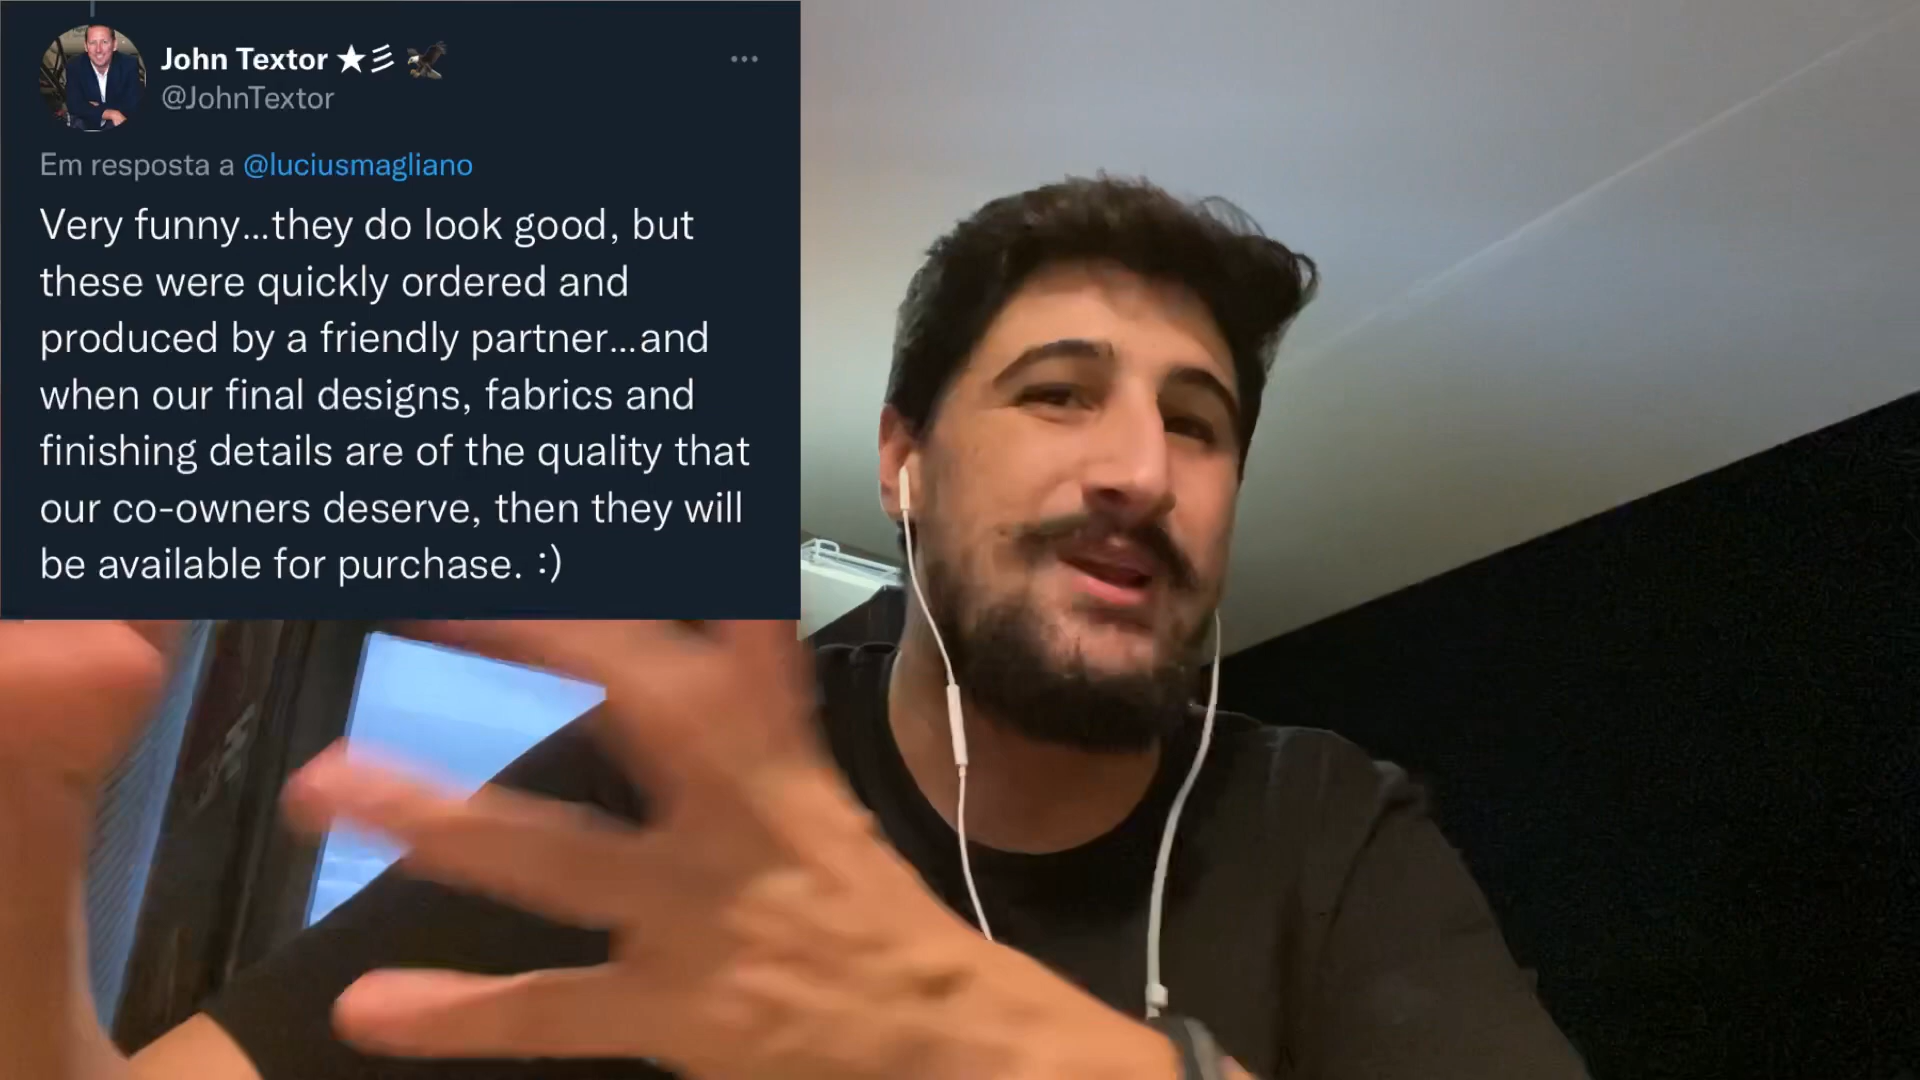 John Textor ★彡 🦅
@JohnTextor
Em resposta a @luciusmagliano
Very funny...they do look good, but
these were quickly ordered and
produced by a friendly partner...and
when our final designs, fabrics and
finishing details are of the quality that
our co-owners deserve, then they will
be available for purchase. :)